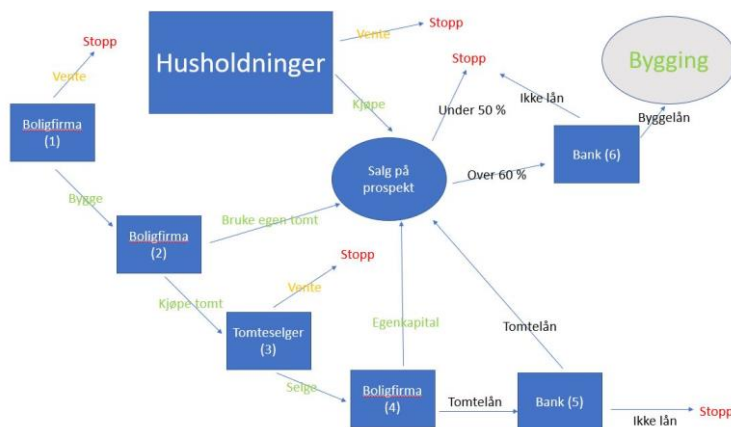 Stopp
Vente
Husholdninger
Vente
Stopp
Stopp
Bygging
Boligfirma
(1)
Kjøpe
Under 50 %
Ikke lån
Byggelån
Bank (6)
Salg på
prospekt
Over 60 %
Bygge
Boligfirma
(2)
Bruke egen tomt
Stopp
Vente
Kjøpe tomt
Tomteselger
(3)
Egenkapital
Tomtelån
Selge
Boligfirma
(4)
Tomtelån
Bank (5)
Ikke lån
Stopp